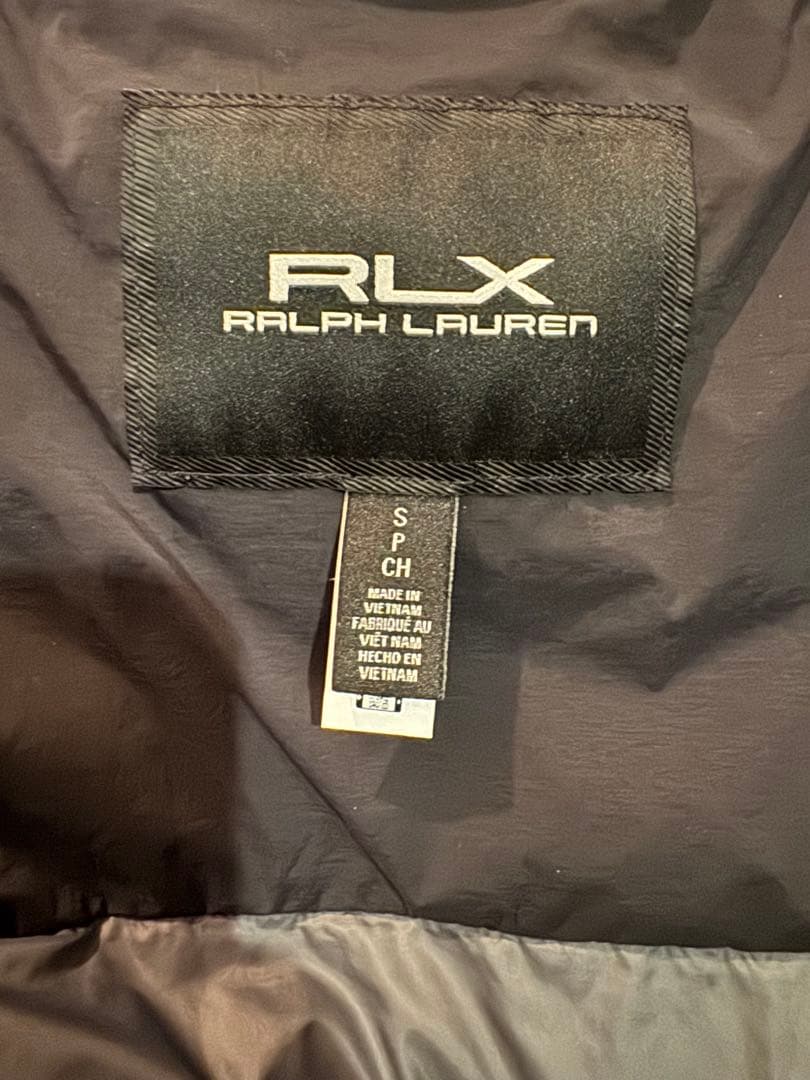 RLX
RALPH LAUREN
S
P
CH
MADE IN
VIETNAM
FABRIQUÉ AU
VIÊT NAM
HECHO EN
VIETNAM